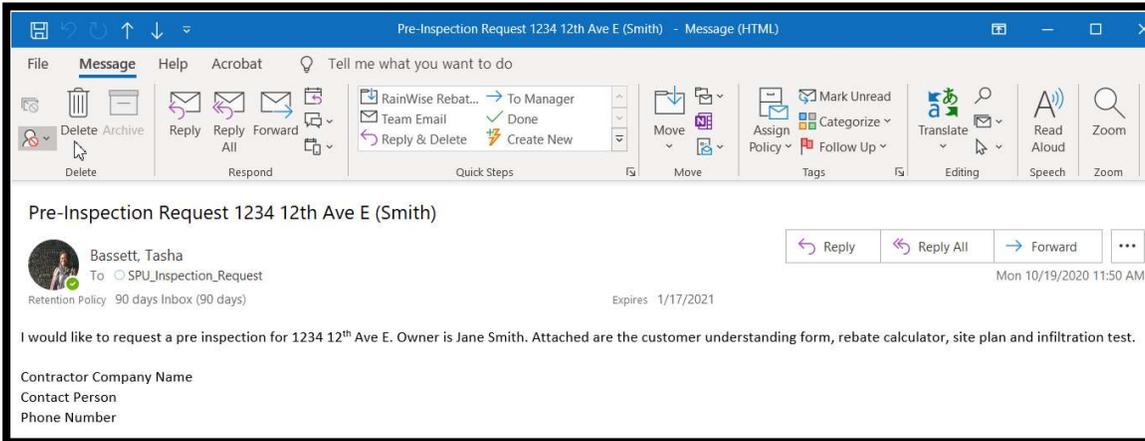 Pre-Inspection Request 1234 12th Ave E (Smith) - Message (HTML)
File Message Help Acrobat Tell me what you want to do
Delete Archive Reply Reply All Forward
RainWise Rebat... To Manager
Team Email Done
Reply & Delete Create New
Move
Assign Policy
Mark Unread
Categorize
Follow Up
Translate
Read Aloud
Zoom
Delete Respond Quick Steps Move Tags Editing Speech Zoom
Pre-Inspection Request 1234 12th Ave E (Smith)
Bassett, Tasha
To SPU_Inspection_Request
Reply Reply All Forward
Mon 10/19/2020 11:50 AM
Retention Policy 90 days Inbox (90 days) Expires 1/17/2021
I would like to request a pre inspection for 1234 12th Ave E. Owner is Jane Smith. Attached are the customer understanding form, rebate calculator, site plan and infiltration test.
Contractor Company Name
Contact Person
Phone Number